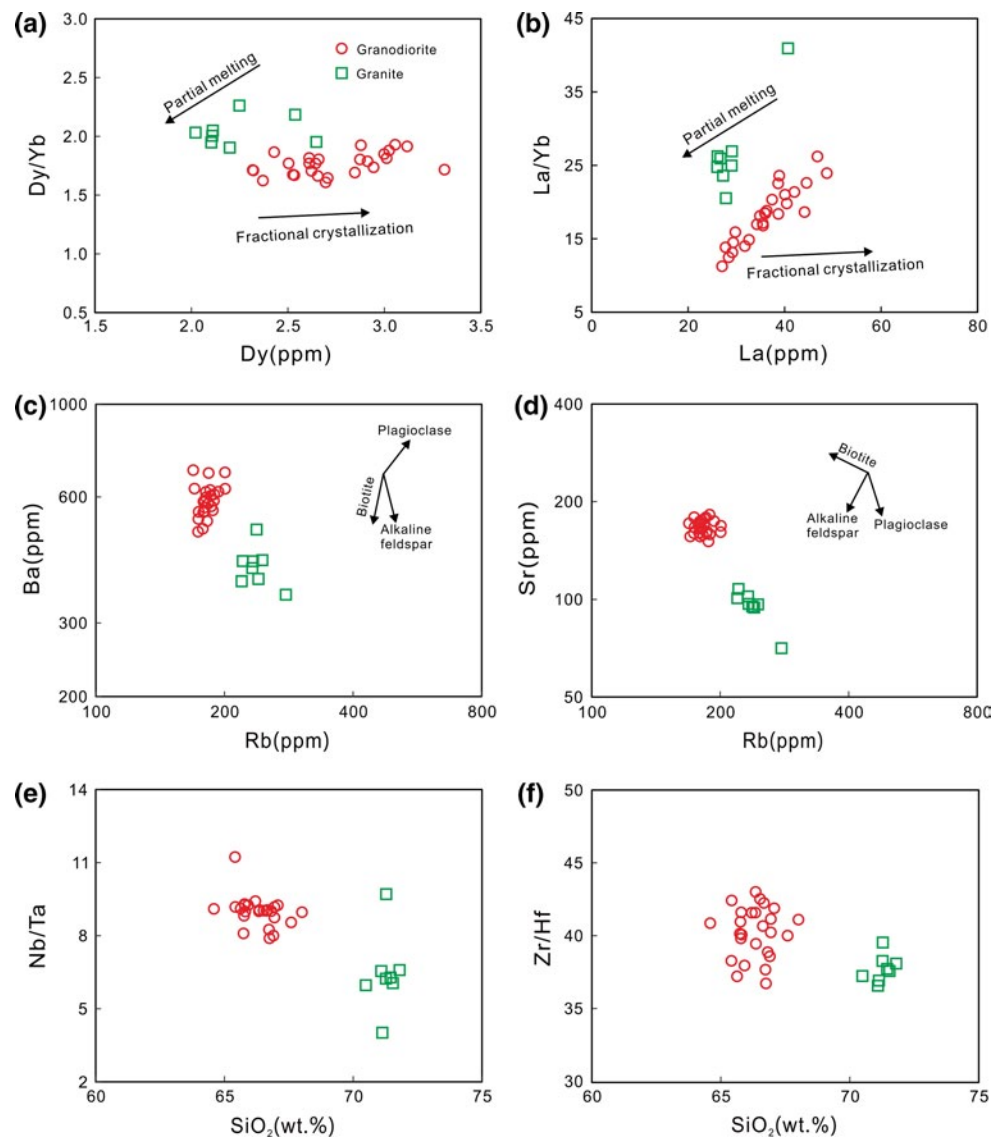 (a)
3.0
2.5
2.0
1.5
1.0
0.5
Dy/Yb
Partial melting
Granodiorite
Granite
Fractional crystallization
1.5
2.0
2.5
3.0
3.5
Dy(ppm)
(b)
45
35
25
15
5
La/Yb
Partial melting
Fractional crystallization
0
20
40
60
80
La(ppm)
(c)
1000
600
300
200
Ba(ppm)
Plagioclase
Biotite
Alkaline
feldspar
100
200
400
800
Rb(ppm)
(d)
400
200
100
50
Sr(ppm)
Biotite
Alkaline
feldspar
Plagioclase
100
200
400
800
Rb(ppm)
(e)
14
11
8
5
2
Nb/Ta
60
65
70
75
SiO₂(wt.%)
(f)
50
45
40
35
30
Zr/Hf
60
65
70
75
SiO₂(wt.%)